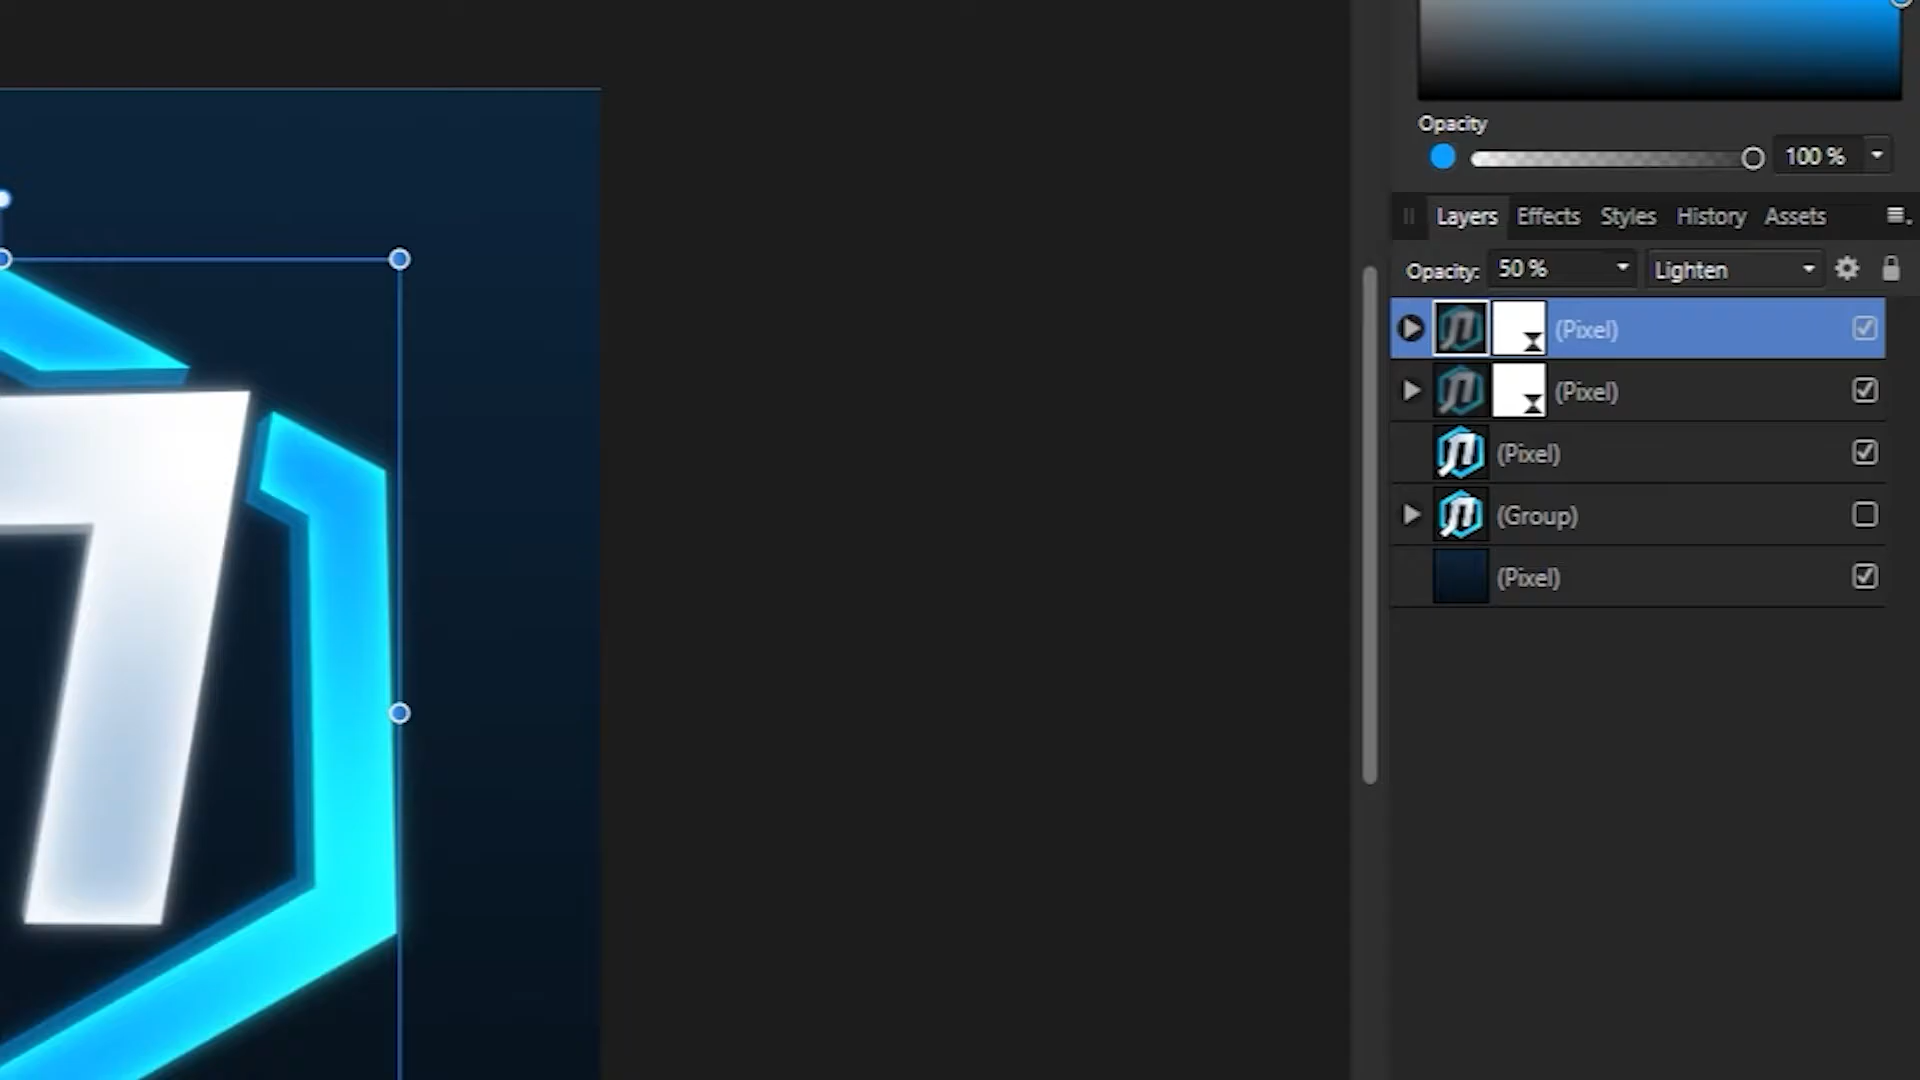 Opacity
100 %
Layers Effects Styles History Assets
Opacity: 50 % Lighten
(Pixel)
(Pixel)
(Pixel)
(Group)
(Pixel)